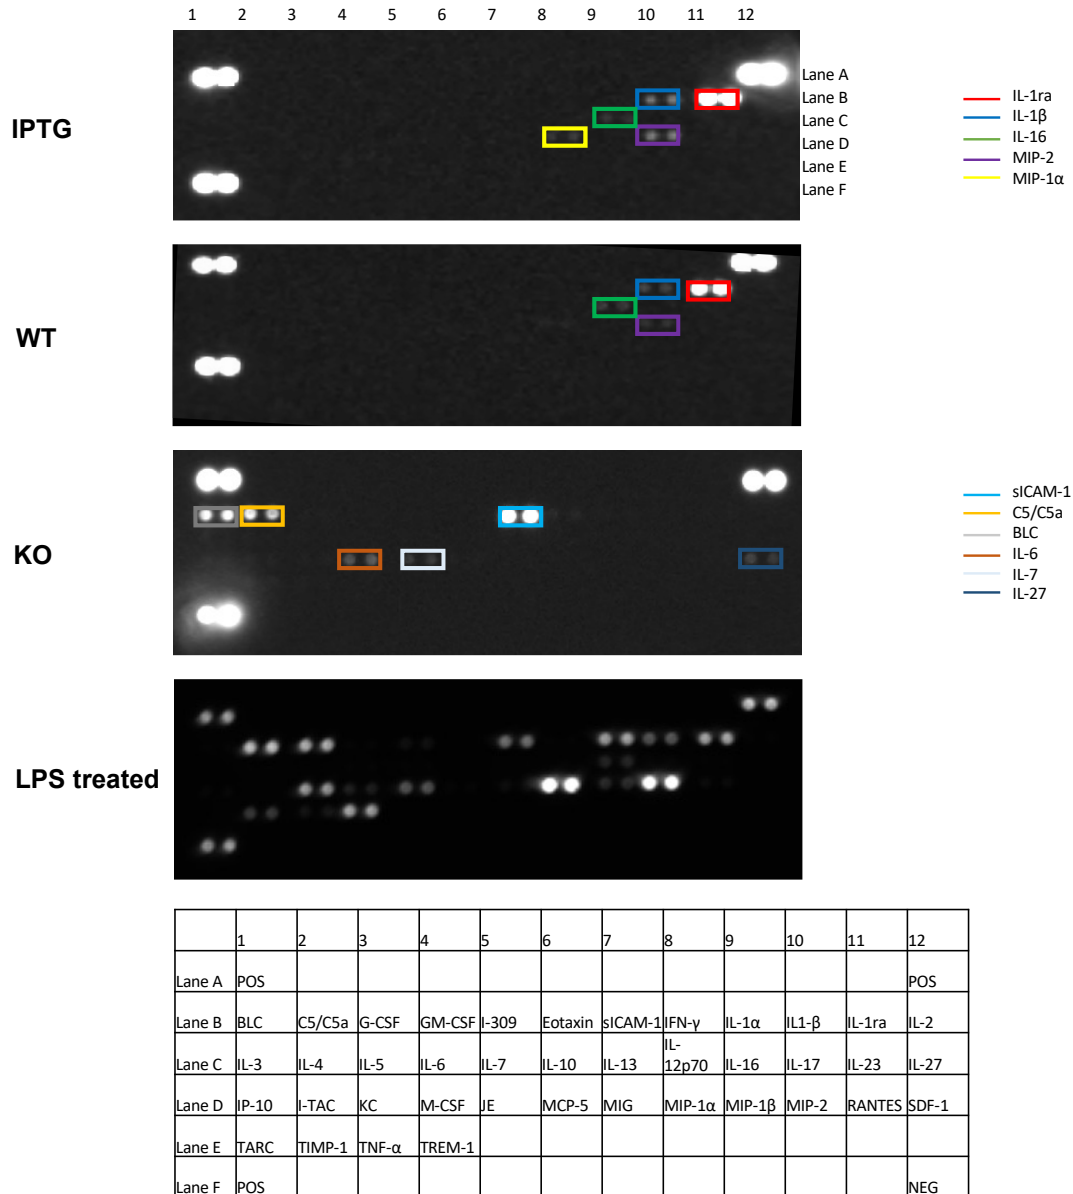 1 2 3 4 5 6 7 8 9 10 11 12
IPTG
Lane A
Lane B
Lane C
Lane D
Lane E
Lane F
IL-1ra
IL-1β
IL-16
MIP-2
MIP-1α
WT
KO
sICAM-1
C5/C5a
BLC
IL-6
IL-7
IL-27
LPS treated
1 2 3 4 5 6 7 8 9 10 11 12
Lane A POS POS
Lane B BLC C5/C5a G-CSF GM-CSF I-309 Eotaxin sICAM-1 IFN-γ IL-1α IL1-β IL-1ra IL-2
Lane C IL-3 IL-4 IL-5 IL-6 IL-7 IL-10 IL-13 IL-12p70 IL-16 IL-17 IL-23 IL-27
Lane D IP-10 I-TAC KC M-CSF JE MCP-5 MIG MIP-1α MIP-1β MIP-2 RANTES SDF-1
Lane E TARC TIMP-1 TNF-α TREM-1
Lane F POS NEG